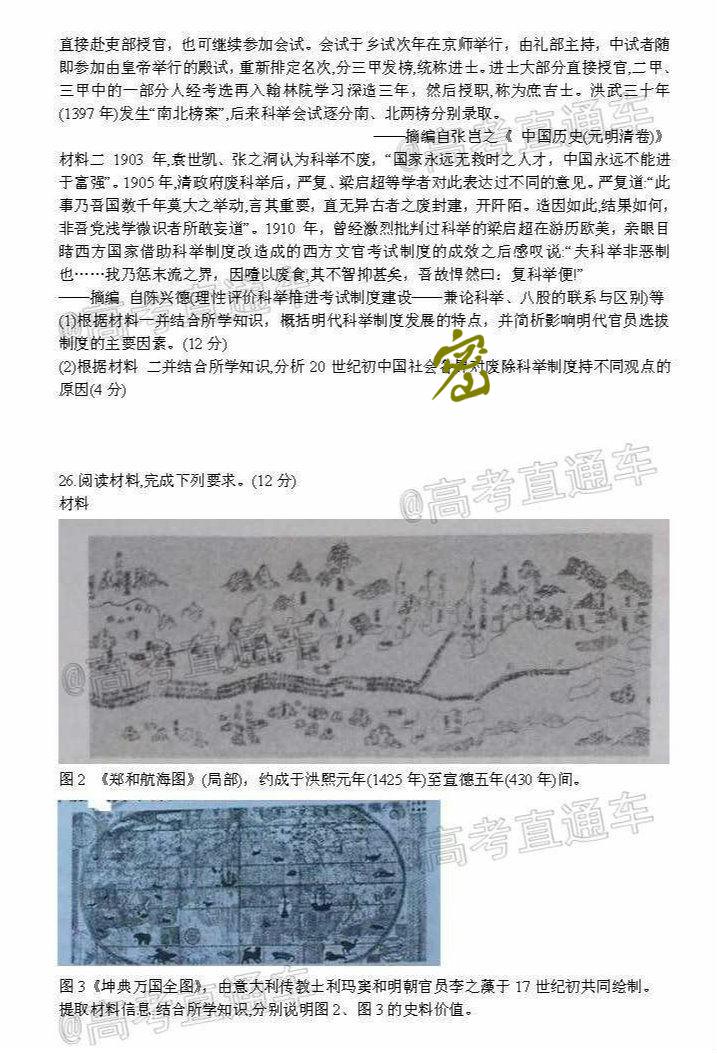 直接赴吏部授官，也可继续参加会试。会试于乡试次年在京师举行，由礼部主持，中试者随
即参加由皇帝举行的殿试，重新排定名次,分三甲发榜,统称进士。进士大部分直接授官,二甲、
三甲中的一部分人经考选再入翰林院学习深造三年，然后授职,称为庶吉士。洪武三十年
(1397 年)发生“南北榜案”,后来科举会试逐分南、北两榜分别录取。
——摘编自张岂之《 中国历史(元明清卷)》
材料二 1903 年,袁世凯、张之洞认为科举不废，“国家永远无救时之人才，中国永远不能进
于富强”。1905 年,清政府废科举后，严复、梁启超等学者对此表达过不同的意见。严复道:“此
事乃吾国数千年莫大之举动,言其重要，直无异古者之废封建，开阡陌。造因如此,结果如何，
非吾党浅学微识者所敢妄道”。1910 年，曾经激烈批判过科举的梁启超在游历欧美，亲眼目
睹西方国家借助科举制度改造成的西方文官考试制度的成效之后感叹说:“夫科举非恶制
也……我乃惩末流之界，因噎以废食,其不智抑甚矣，吾故悍然曰：复科举便!”
——摘编 自陈兴德(理性评价科举推进考试制度建设——兼论科举、八股的联系与区别)等
(1)根据材料一并结合所学知识，概括明代科举制度发展的特点，并简析影响明代官员选拔
制度的主要因素。(12 分)
(2)根据材料 二并结合所学知识,分析 20 世纪初中国社会各界对废除科举制度持不同观点的
原因(4 分)
密
26.阅读材料,完成下列要求。(12 分)
@高考直通车
材料
@高考直通车
图 2 《郑和航海图》(局部)，约成于洪熙元年(1425 年)至宣德五年(430 年)间。
@高考直通车
图 3《坤典万国全图》，由意大利传教士利玛窦和明朝官员李之藻于 17 世纪初共同绘制。
提取材料信息.结合所学知识,分别说明图 2、图 3 的史料价值。
@高考直通车